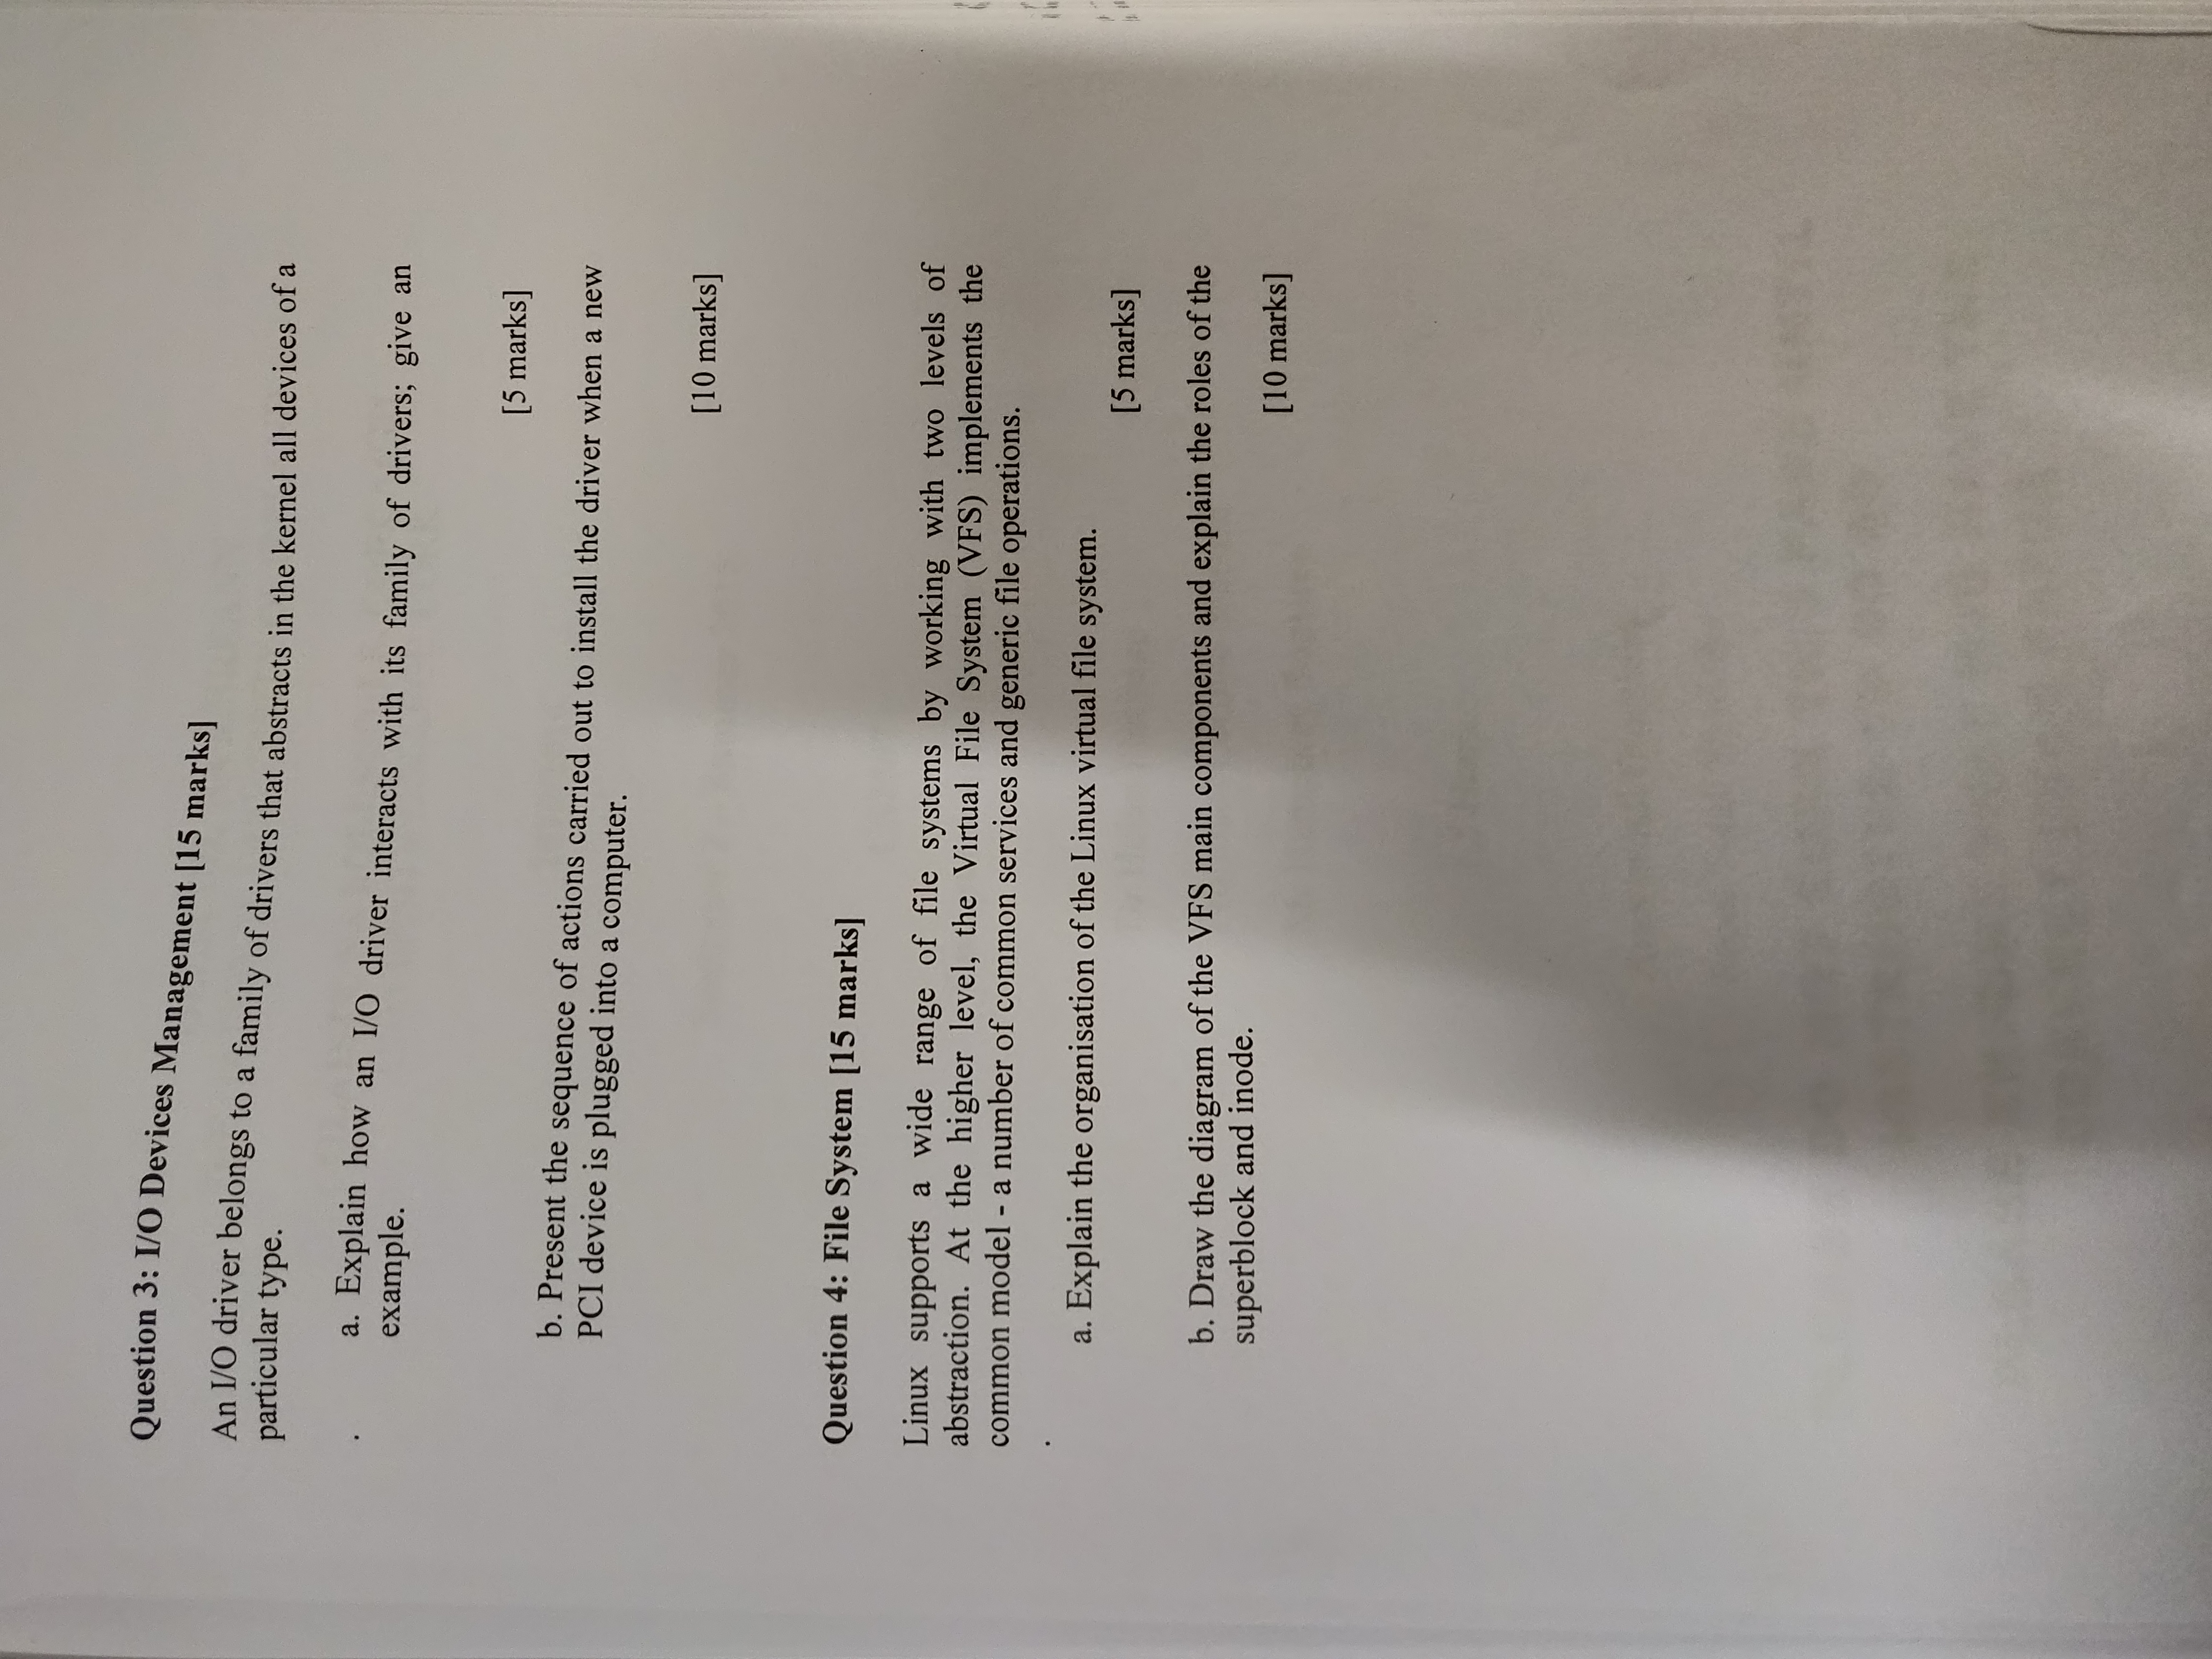 Question 3: I/O Devices Management [15 marks]
An I/O driver belongs to a family of drivers that abstracts in the kernel all devices of a
particular type.
a. Explain how an I/O driver interacts with its family of drivers; give an
example.
[5 marks]
b. Present the sequence of actions carried out to install the driver when a new
PCI device is plugged into a computer.
[10 marks]
Question 4: File System [15 marks]
Linux supports a wide range of file systems by working with two levels of
abstraction. At the higher level, the Virtual File System (VFS) implements the
common model - a number of common services and generic file operations.
a. Explain the organisation of the Linux virtual file system.
[5 marks]
b. Draw the diagram of the VFS main components and explain the roles of the
superblock and inode.
[10 marks]